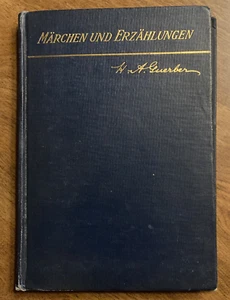 MÄRCHEN UND ERZÄHLUNGEN
H. A. Guerber